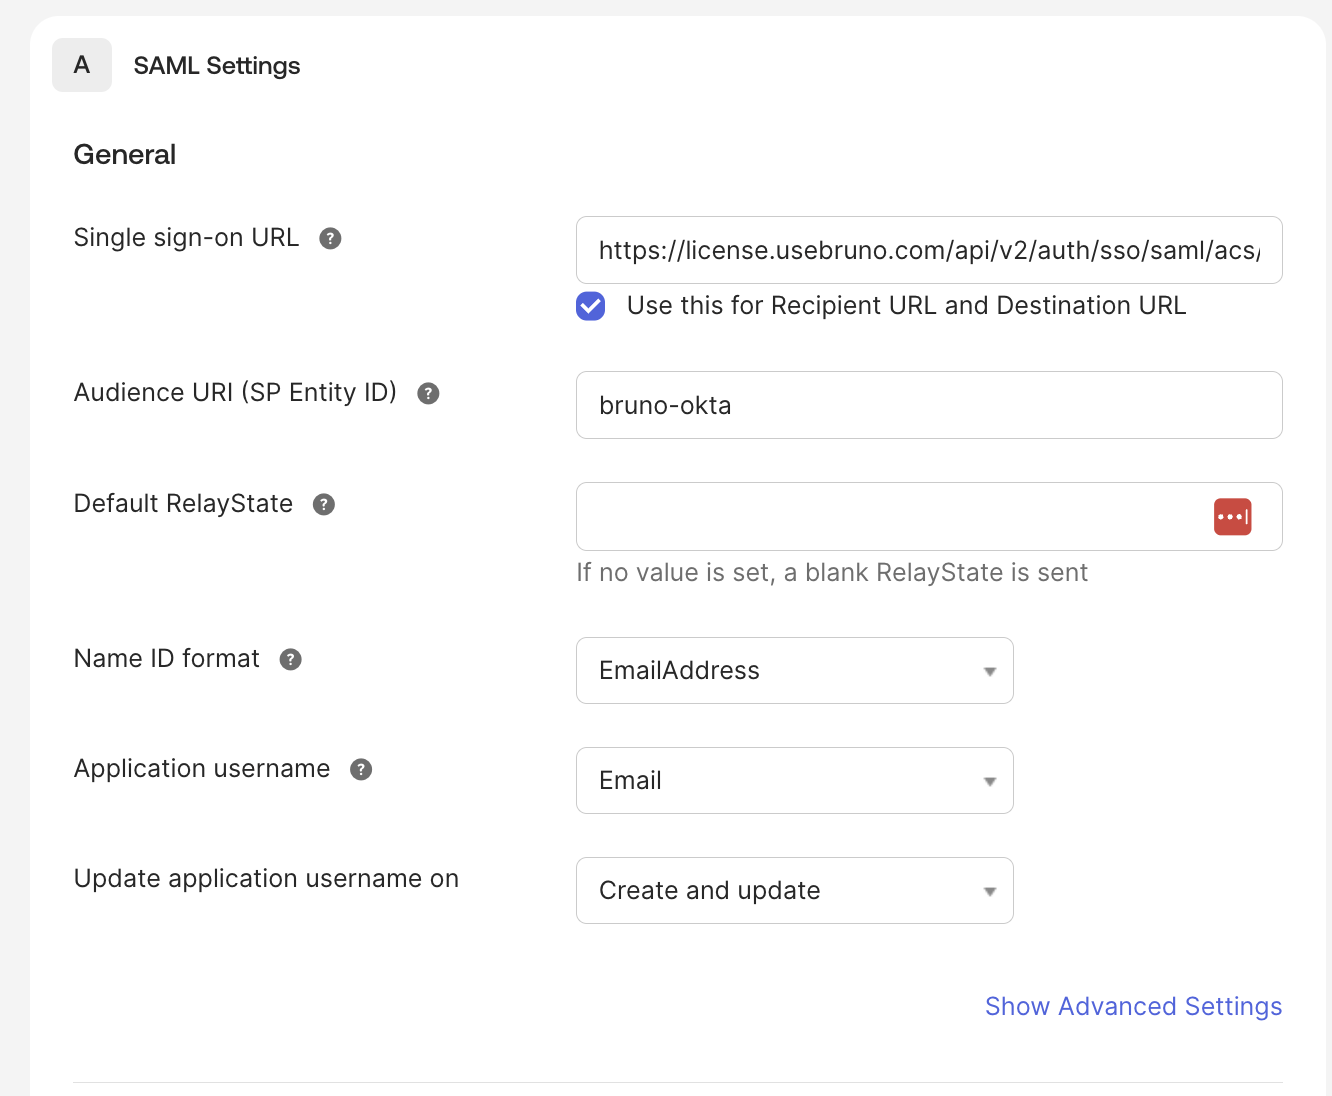 A
SAML Settings
General
Single sign-on URL ?
https://license.usebruno.com/api/v2/auth/sso/saml/acs/
Use this for Recipient URL and Destination URL
Audience URI (SP Entity ID) ?
bruno-okta
Default RelayState ?
If no value is set, a blank RelayState is sent
Name ID format ?
EmailAddress
Application username ?
Email
Update application username on
Create and update
Show Advanced Settings